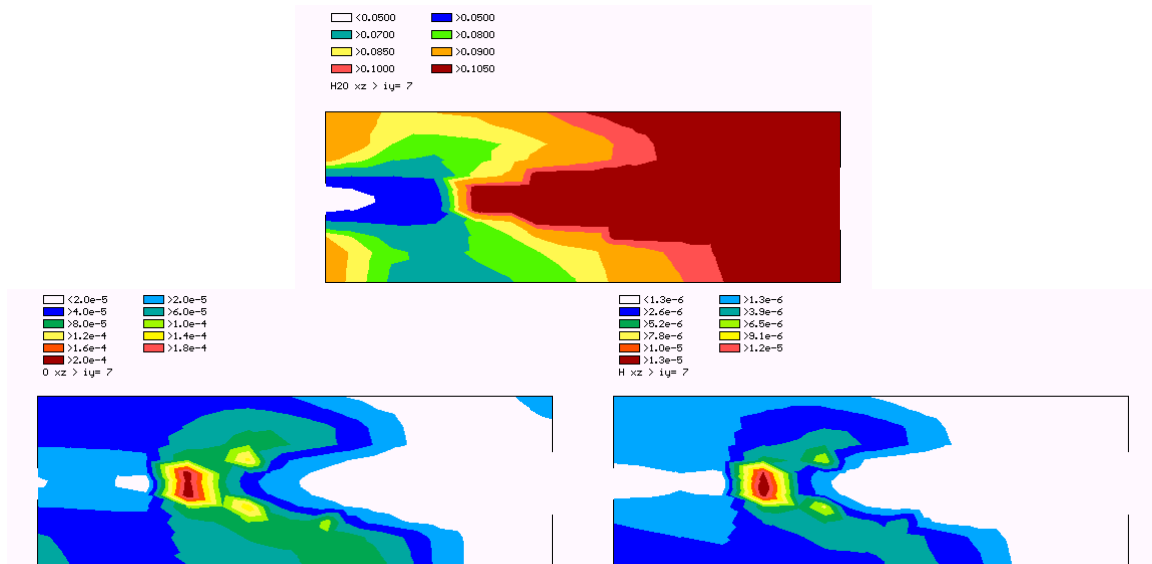 <0.0500 >0.0500
>0.0700 >0.0800
>0.0850 >0.0900
>0.1000 >0.1050
H2O xz > iy= 7
<2.0e-5 >2.0e-5
>4.0e-5 >6.0e-5
>8.0e-5 >1.0e-4
>1.2e-4 >1.4e-4
>1.6e-4 >1.8e-4
>2.0e-4
O xz > iy= 7
<1.3e-6 >1.3e-6
>2.6e-6 >3.9e-6
>5.2e-6 >6.5e-6
>7.8e-6 >9.1e-6
>1.0e-5 >1.2e-5
>1.3e-5
H xz > iy= 7